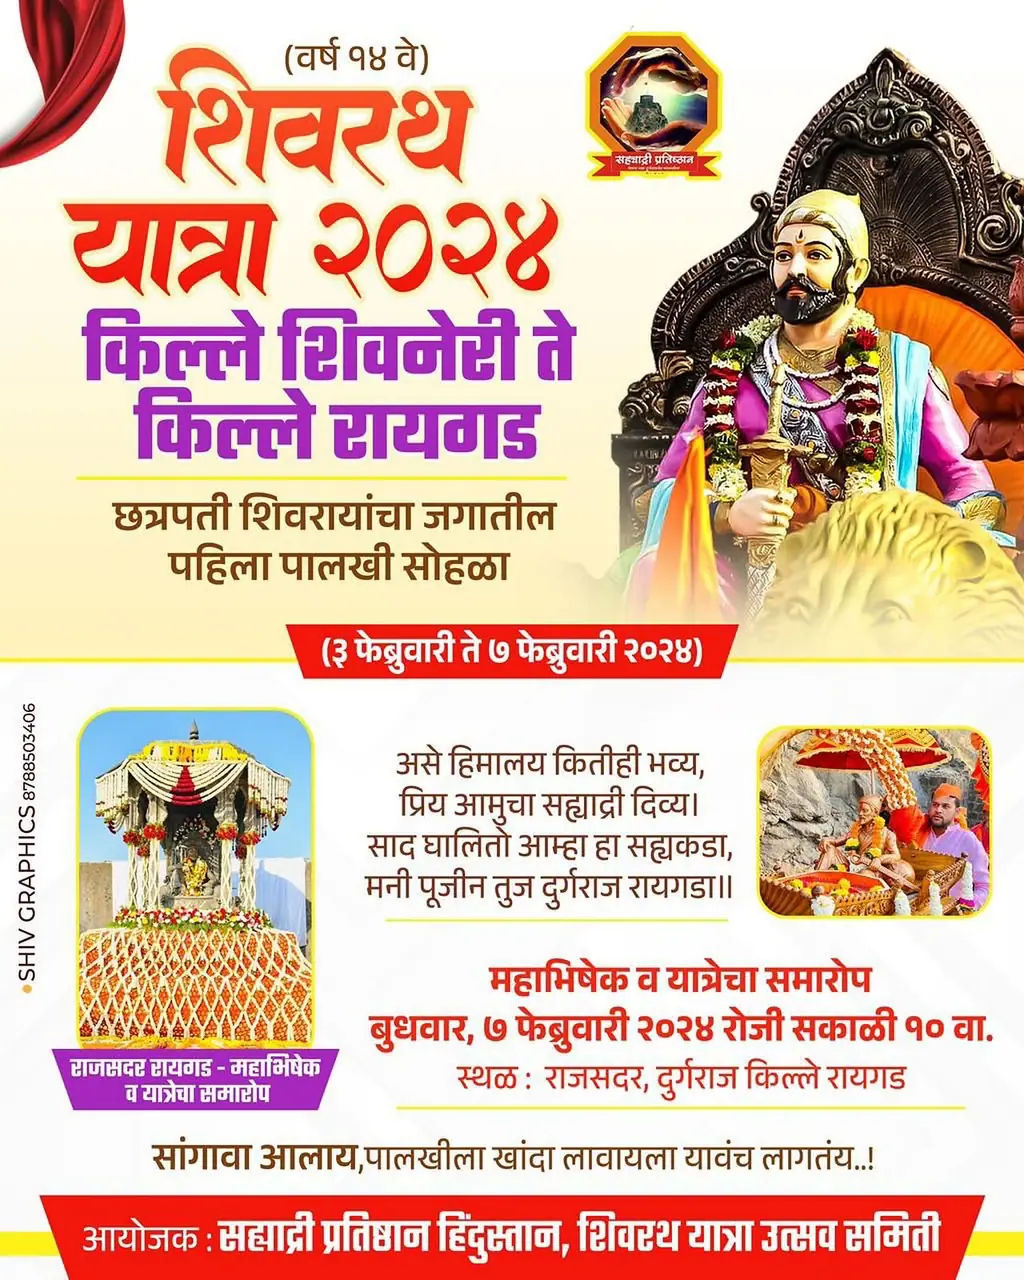 (वर्ष १४ वे)
शिवरथ
यात्रा २०२४
किल्ले शिवनेरी ते
किल्ले रायगड
छत्रपती शिवरायांचा जगातील
पहिला पालखी सोहळा
सह्याद्री प्रतिष्ठान
(३ फेब्रुवारी ते ७ फेब्रुवारी २०२४)
SHIV GRAPHICS 8788503406
असे हिमालय कितीही भव्य,
प्रिय आमुचा सह्याद्री दिव्य।
साद घालितो आम्हा हा सह्यकडा,
मनी पूजीन तुज दुर्गराज रायगडा॥
महाभिषेक व यात्रेचा समारोप
बुधवार, ७ फेब्रुवारी २०२४ रोजी सकाळी १० वा.
स्थळ : राजसदर, दुर्गराज किल्ले रायगड
राजसदर रायगड - महाभिषेक
व यात्रेचा समारोप
सांगावा आलाय,पालखीला खांदा लावायला यावंच लागतंय..!
आयोजक : सह्याद्री प्रतिष्ठान हिंदुस्तान, शिवरथ यात्रा उत्सव समिती